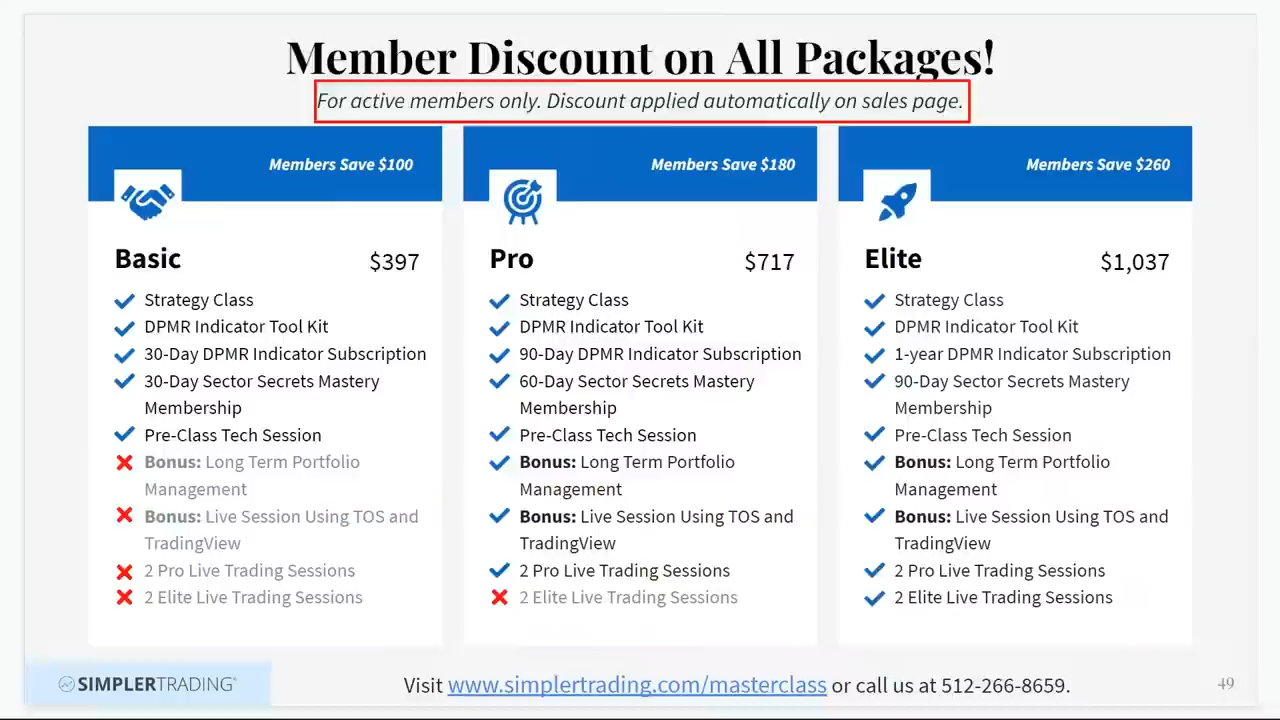 Member Discount on All Packages!
For active members only. Discount applied automatically on sales page.
Members Save $100
Basic $397
Strategy Class
DPMR Indicator Tool Kit
30-Day DPMR Indicator Subscription
30-Day Sector Secrets Mastery
Membership
Pre-Class Tech Session
Bonus: Long Term Portfolio
Management
Bonus: Live Session Using TOS and
TradingView
2 Pro Live Trading Sessions
2 Elite Live Trading Sessions
Members Save $180
Pro $717
Strategy Class
DPMR Indicator Tool Kit
90-Day DPMR Indicator Subscription
60-Day Sector Secrets Mastery
Membership
Pre-Class Tech Session
Bonus: Long Term Portfolio
Management
Bonus: Live Session Using TOS and
TradingView
2 Pro Live Trading Sessions
2 Elite Live Trading Sessions
Members Save $260
Elite $1,037
Strategy Class
DPMR Indicator Tool Kit
1-year DPMR Indicator Subscription
90-Day Sector Secrets Mastery
Membership
Pre-Class Tech Session
Bonus: Long Term Portfolio
Management
Bonus: Live Session Using TOS and
TradingView
2 Pro Live Trading Sessions
2 Elite Live Trading Sessions
SIMPLERTRADING
Visit www.simplertrading.com/masterclass or call us at 512-266-8659.
49